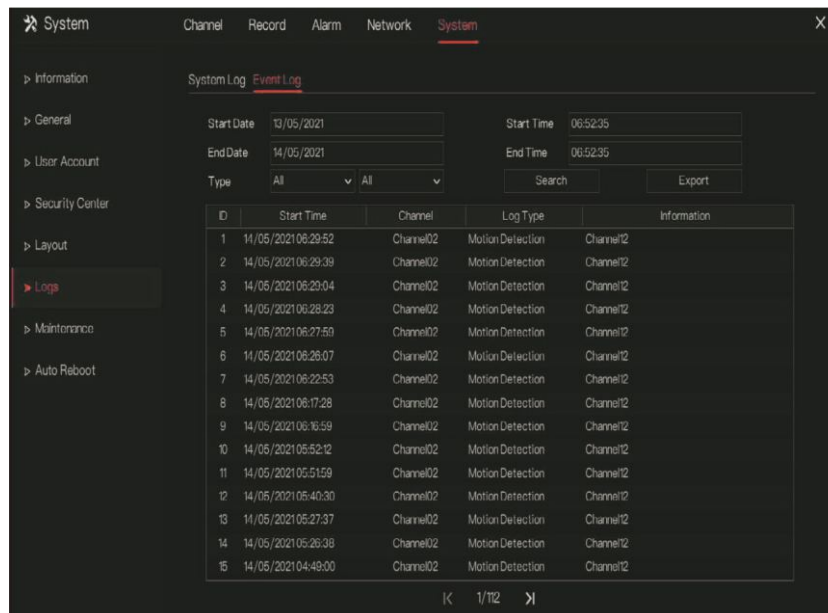 System Channel Record Alarm Network System X
Information
General
User Account
Security Center
Layout
Logs
Maintenance
Auto Reboot
System Log Event Log
Start Date 13/05/2021 Start Time 06:52:35
End Date 14/05/2021 End Time 06:52:35
Type All All Search Export
ID Start Time Channel Log Type Information
1 14/05/2021 06:29:52 Channel02 Motion Detection Channel12
2 14/05/2021 06:29:39 Channel02 Motion Detection Channel12
3 14/05/2021 06:29:04 Channel02 Motion Detection Channel12
4 14/05/2021 06:28:23 Channel02 Motion Detection Channel12
5 14/05/2021 06:27:59 Channel02 Motion Detection Channel12
6 14/05/2021 06:26:07 Channel02 Motion Detection Channel12
7 14/05/2021 06:22:53 Channel02 Motion Detection Channel12
8 14/05/2021 06:17:28 Channel02 Motion Detection Channel12
9 14/05/2021 06:16:59 Channel02 Motion Detection Channel12
10 14/05/2021 05:52:12 Channel02 Motion Detection Channel12
11 14/05/2021 05:51:59 Channel02 Motion Detection Channel12
12 14/05/2021 05:40:30 Channel02 Motion Detection Channel12
13 14/05/2021 05:27:37 Channel02 Motion Detection Channel12
14 14/05/2021 05:26:38 Channel02 Motion Detection Channel12
15 14/05/2021 04:49:00 Channel02 Motion Detection Channel12
1/112